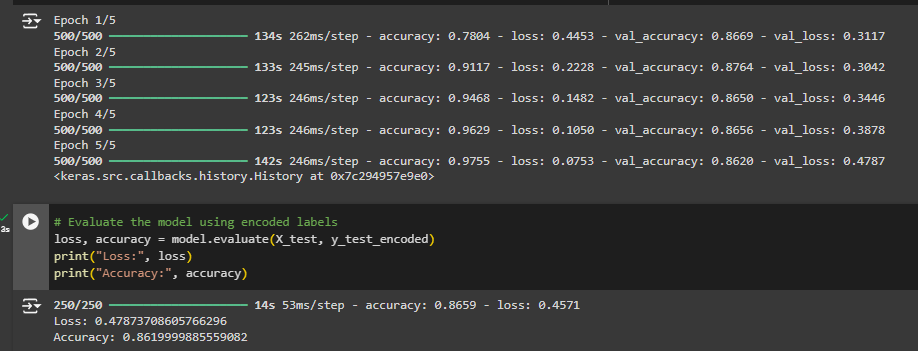 Epoch 1/5
500/500 134s 262ms/step - accuracy: 0.7804 - loss: 0.4453 - val_accuracy: 0.8669 - val_loss: 0.3117
Epoch 2/5
500/500 133s 245ms/step - accuracy: 0.9117 - loss: 0.2228 - val_accuracy: 0.8764 - val_loss: 0.3042
Epoch 3/5
500/500 123s 246ms/step - accuracy: 0.9468 - loss: 0.1482 - val_accuracy: 0.8650 - val_loss: 0.3446
Epoch 4/5
500/500 123s 246ms/step - accuracy: 0.9629 - loss: 0.1050 - val_accuracy: 0.8656 - val_loss: 0.3878
Epoch 5/5
500/500 142s 246ms/step - accuracy: 0.9755 - loss: 0.0753 - val_accuracy: 0.8620 - val_loss: 0.4787
<keras.src.callbacks.history.History at 0x7c294957e9e0>
# Evaluate the model using encoded labels
loss, accuracy = model.evaluate(X_test, y_test_encoded)
print("Loss:", loss)
print("Accuracy:", accuracy)
250/250 14s 53ms/step - accuracy: 0.8659 - loss: 0.4571
Loss: 0.47873708605766296
Accuracy: 0.8619999885559082